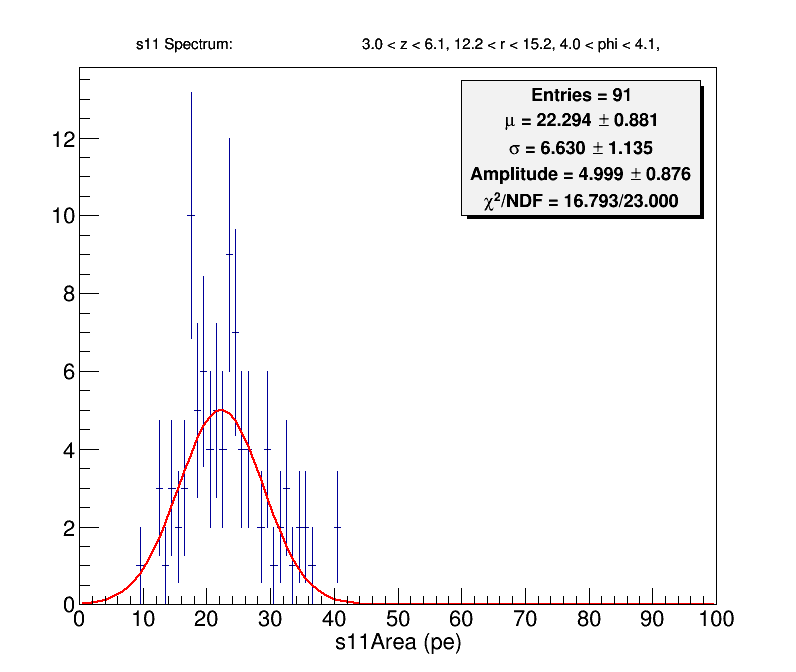 s11 Spectrum: 3.0 < z < 6.1, 12.2 < r < 15.2, 4.0 < phi < 4.1,
Entries = 91
μ = 22.294 ± 0.881
σ = 6.630 ± 1.135
Amplitude = 4.999 ± 0.876
χ²/NDF = 16.793/23.000
12
10
8
6
4
2
0
0 10 20 30 40 50 60 70 80 90 100
s11Area (pe)